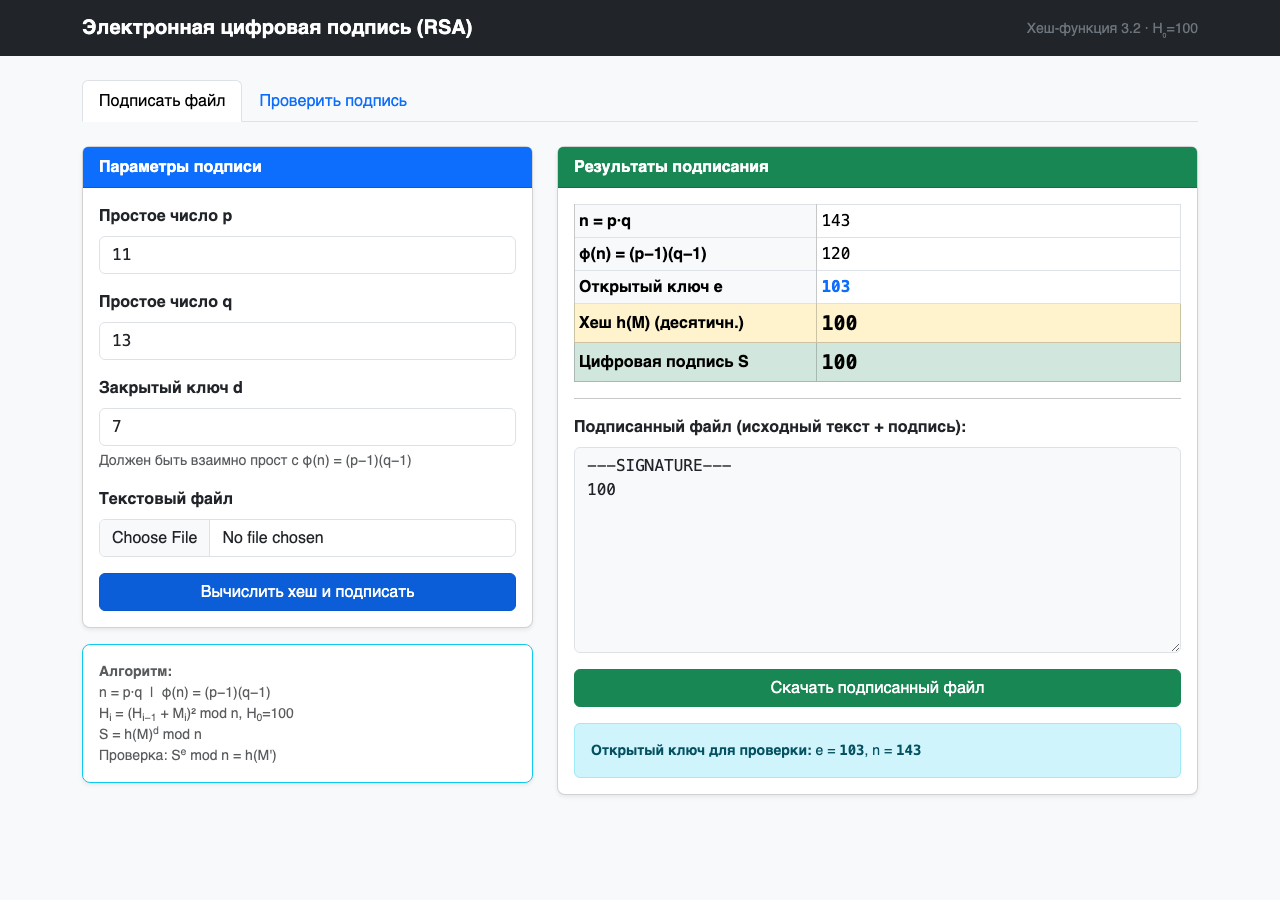 Электронная цифровая подпись (RSA)
Хеш-функция 3.2 · H₀=100
Подписать файл
Проверить подпись
Параметры подписи
Простое число p
11
Простое число q
13
Закрытый ключ d
7
Должен быть взаимно прост с φ(n) = (p−1)(q−1)
Текстовый файл
Choose File No file chosen
Вычислить хеш и подписать
Алгоритм:
n = p·q | φ(n) = (p−1)(q−1)
Hᵢ = (Hᵢ₋₁ + Mᵢ)² mod n, H₀=100
S = h(M)ᵈ mod n
Проверка: Sᵉ mod n = h(M')
Результаты подписания
n = p·q 143
φ(n) = (p−1)(q−1) 120
Открытый ключ e 103
Хеш h(M) (десятичн.) 100
Цифровая подпись S 100
Подписанный файл (исходный текст + подпись):
---SIGNATURE---
100
Скачать подписанный файл
Открытый ключ для проверки: e = 103, n = 143